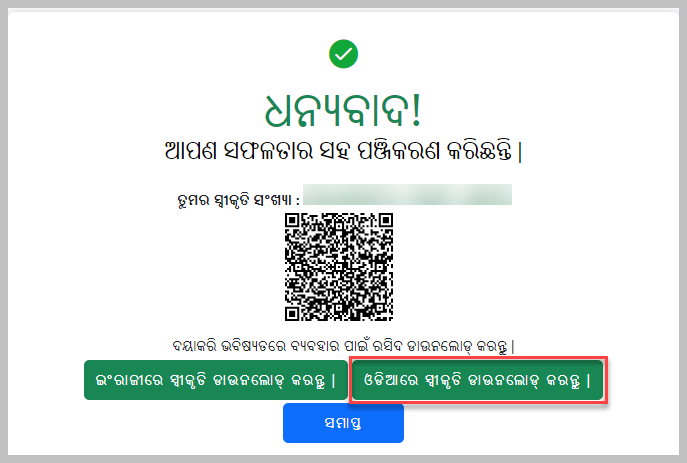 ଧନ୍ୟବାଦ!
ଆପଣ ସଫଳତାର ସହ ପଞ୍ଜିକରଣ କରିଛନ୍ତି |
ତୁମର ସ୍ୱୀକୃତି ସଂଖ୍ୟା :
ଦୟାକରି ଭବିଷ୍ୟତରେ ବ୍ୟବହାର ପାଇଁ ରସିଦ ଡାଉନଲୋଡ୍ କରନ୍ତୁ |
ଇଂରାଜୀରେ ସ୍ୱୀକୃତି ଡାଉନଲୋଡ୍ କରନ୍ତୁ | ଓଡିଆରେ ସ୍ୱୀକୃତି ଡାଉନଲୋଡ୍ କରନ୍ତୁ |
ସମାପ୍ତ